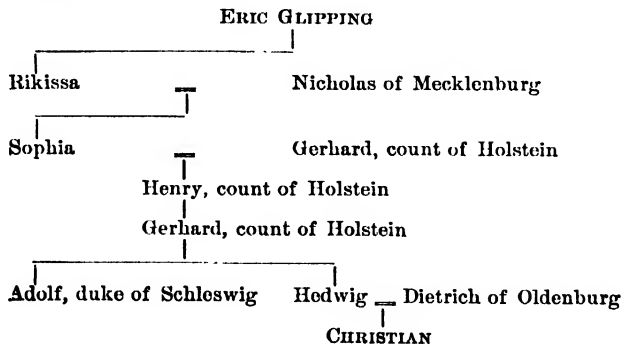 ERIC GLIPPING
Rikissa Nicholas of Mecklenburg
Sophia Gerhard, count of Holstein
Henry, count of Holstein
Gerhard, count of Holstein
Adolf, duke of Schleswig Hedwig Dietrich of Oldenburg
CHRISTIAN